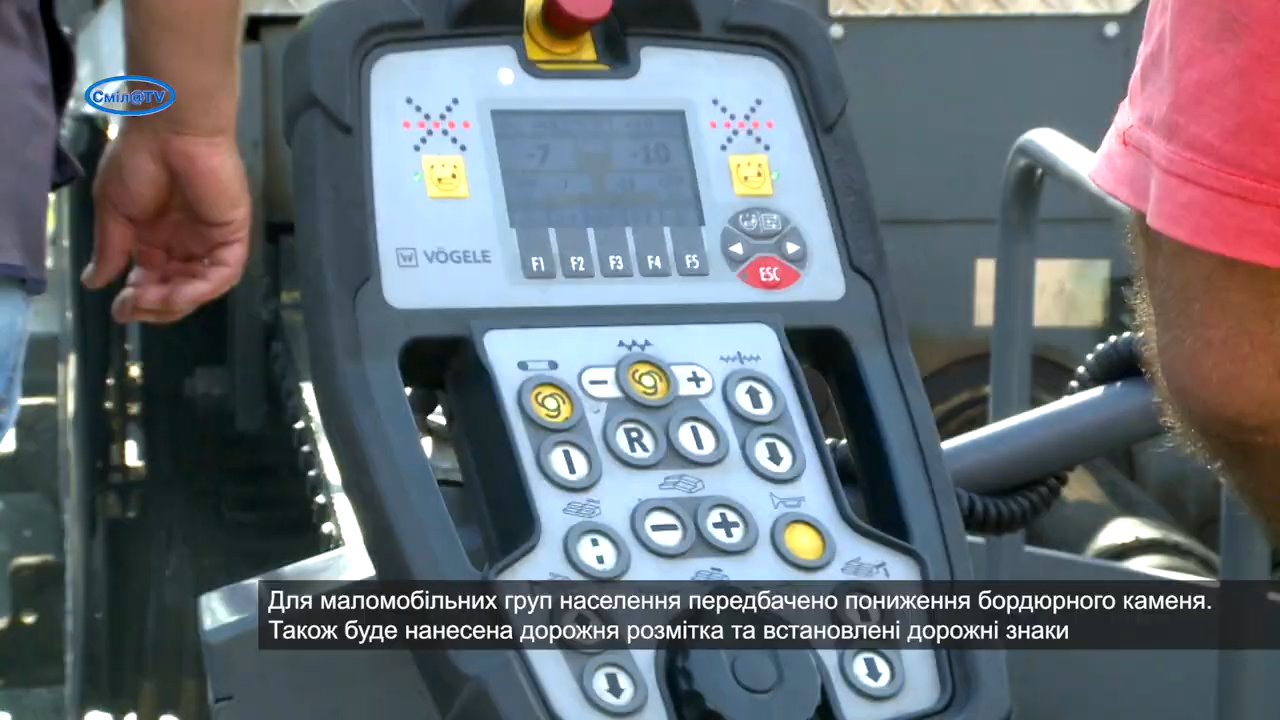 Сміл@TV
-7
-10
VÖGELE
F1 F2 F3 F4 F5
ESC
R
Для маломобільних груп населення передбачено пониження бордюрного каменя.
Також буде нанесена дорожня розмітка та встановлені дорожні знаки